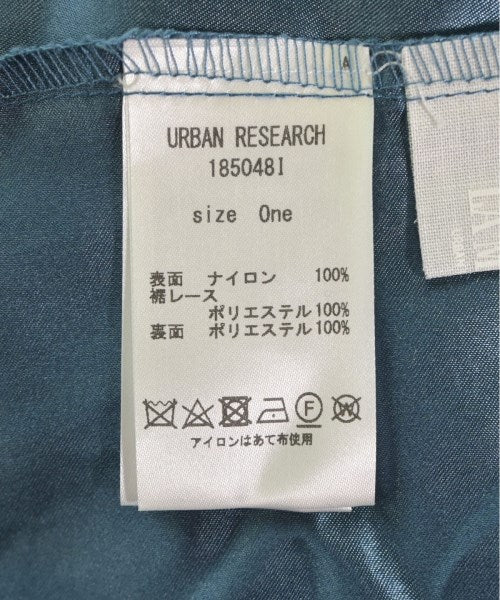 A
URBAN RESEARCH
185048I
size One
表面 ナイロン 100%
裾レース
ポリエステル100%
裏面 ポリエステル100%
F W
アイロンはあて布使用